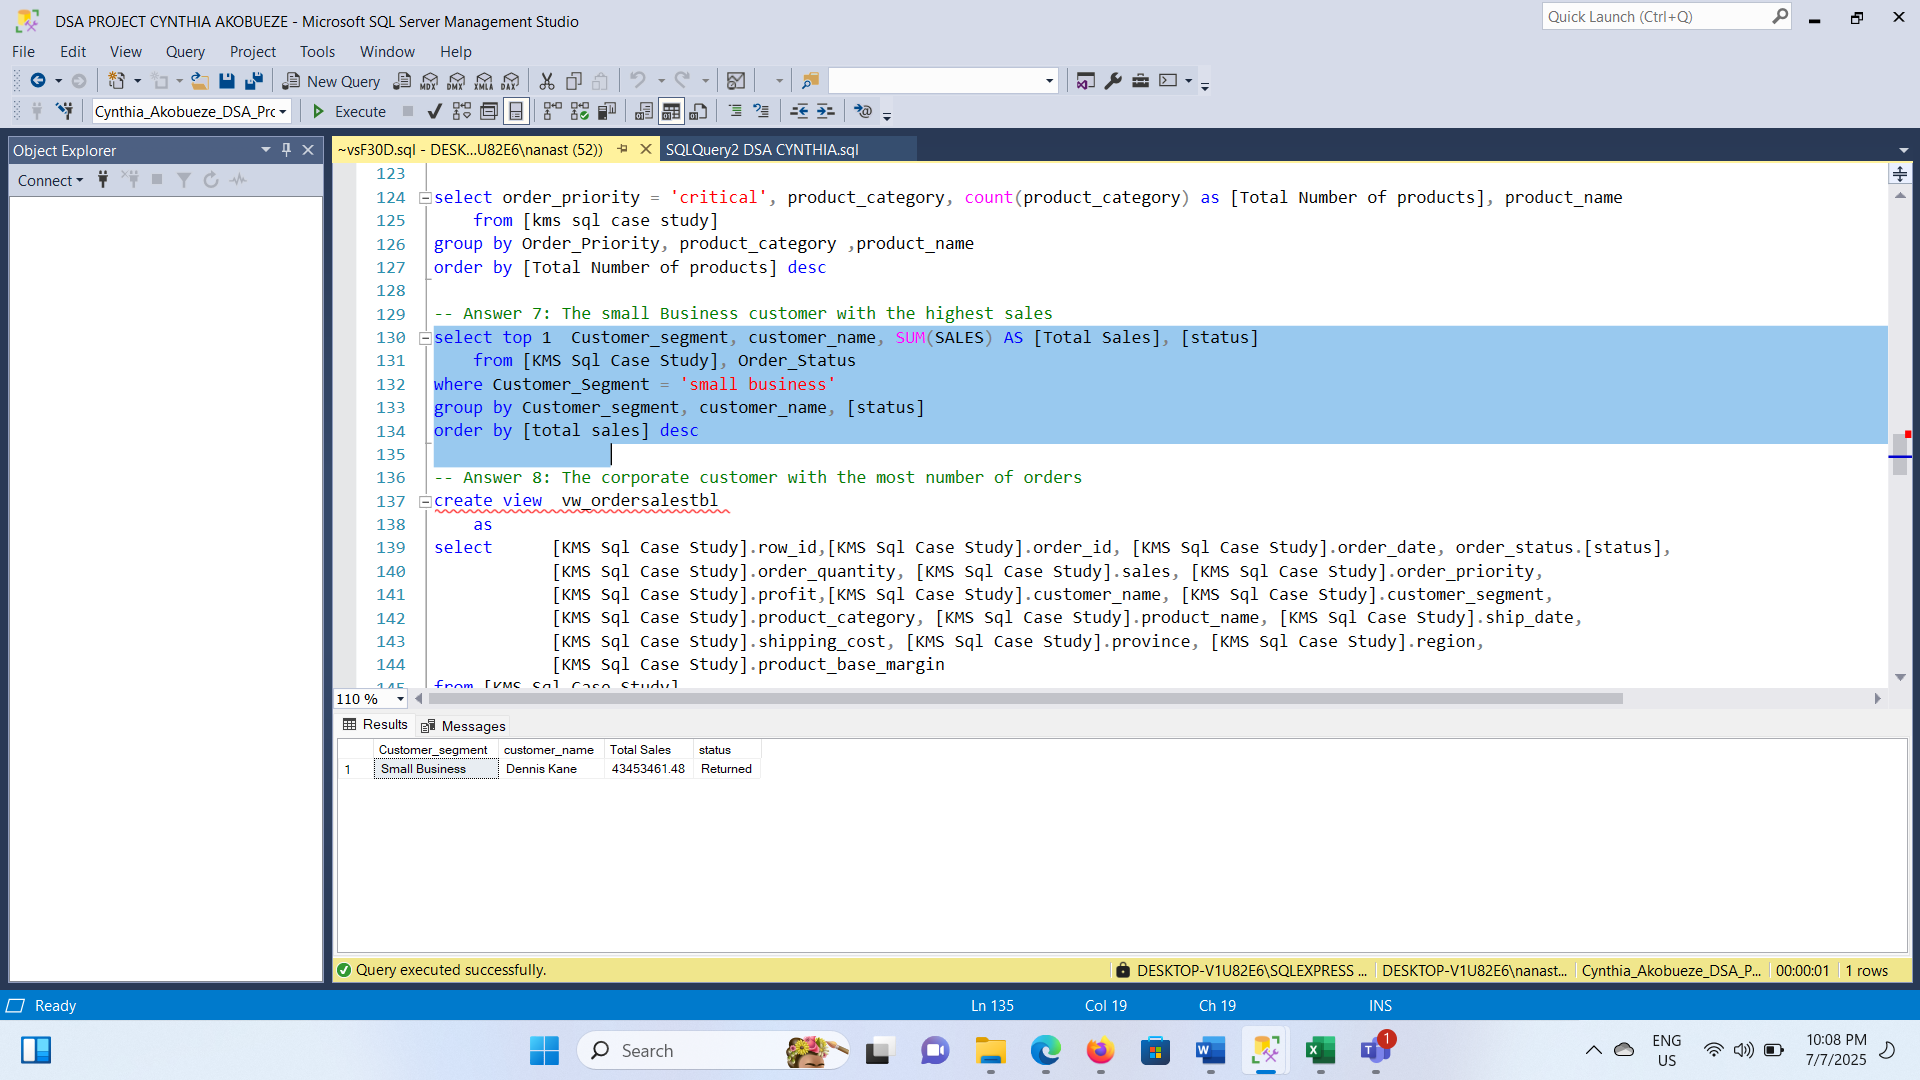 DSA PROJECT CYNTHIA AKOBUEZE - Microsoft SQL Server Management Studio
Quick Launch (Ctrl+Q)
File Edit View Query Project Tools Window Help
New Query
MDX DMX XMLA DAX
Cynthia_Akobueze_DSA_Prc
Execute
Object Explorer
Connect
~vsF30D.sql - DESK...U82E6\nanast (52))
SQLQuery2 DSA CYNTHIA.sql
123
124 select order_priority = 'critical', product_category, count(product_category) as [Total Number of products], product_name
125 from [kms sql case study]
126 group by Order_Priority, product_category ,product_name
127 order by [Total Number of products] desc
128
129 -- Answer 7: The small Business customer with the highest sales
130 select top 1 Customer_segment, customer_name, SUM(SALES) AS [Total Sales], [status]
131 from [KMS Sql Case Study], Order_Status
132 where Customer_Segment = 'small business'
133 group by Customer_segment, customer_name, [status]
134 order by [total sales] desc
135
136 -- Answer 8: The corporate customer with the most number of orders
137 create view vw_ordersalestbl
138 as
139 select [KMS Sql Case Study].row_id,[KMS Sql Case Study].order_id, [KMS Sql Case Study].order_date, order_status.[status],
140 [KMS Sql Case Study].order_quantity, [KMS Sql Case Study].sales, [KMS Sql Case Study].order_priority,
141 [KMS Sql Case Study].profit,[KMS Sql Case Study].customer_name, [KMS Sql Case Study].customer_segment,
142 [KMS Sql Case Study].product_category, [KMS Sql Case Study].product_name, [KMS Sql Case Study].ship_date,
143 [KMS Sql Case Study].shipping_cost, [KMS Sql Case Study].province, [KMS Sql Case Study].region,
144 [KMS Sql Case Study].product_base_margin
145 from [KMS Sql Case Study]
110 %
Results Messages
Customer_segment customer_name Total Sales status
1 Small Business Dennis Kane 43453461.48 Returned
Query executed successfully.
DESKTOP-V1U82E6\SQLEXPRESS ... DESKTOP-V1U82E6\nanast... Cynthia_Akobueze_DSA_P... 00:00:01 1 rows
Ready Ln 135 Col 19 Ch 19 INS
Search
1
ENG
US
10:08 PM
7/7/2025